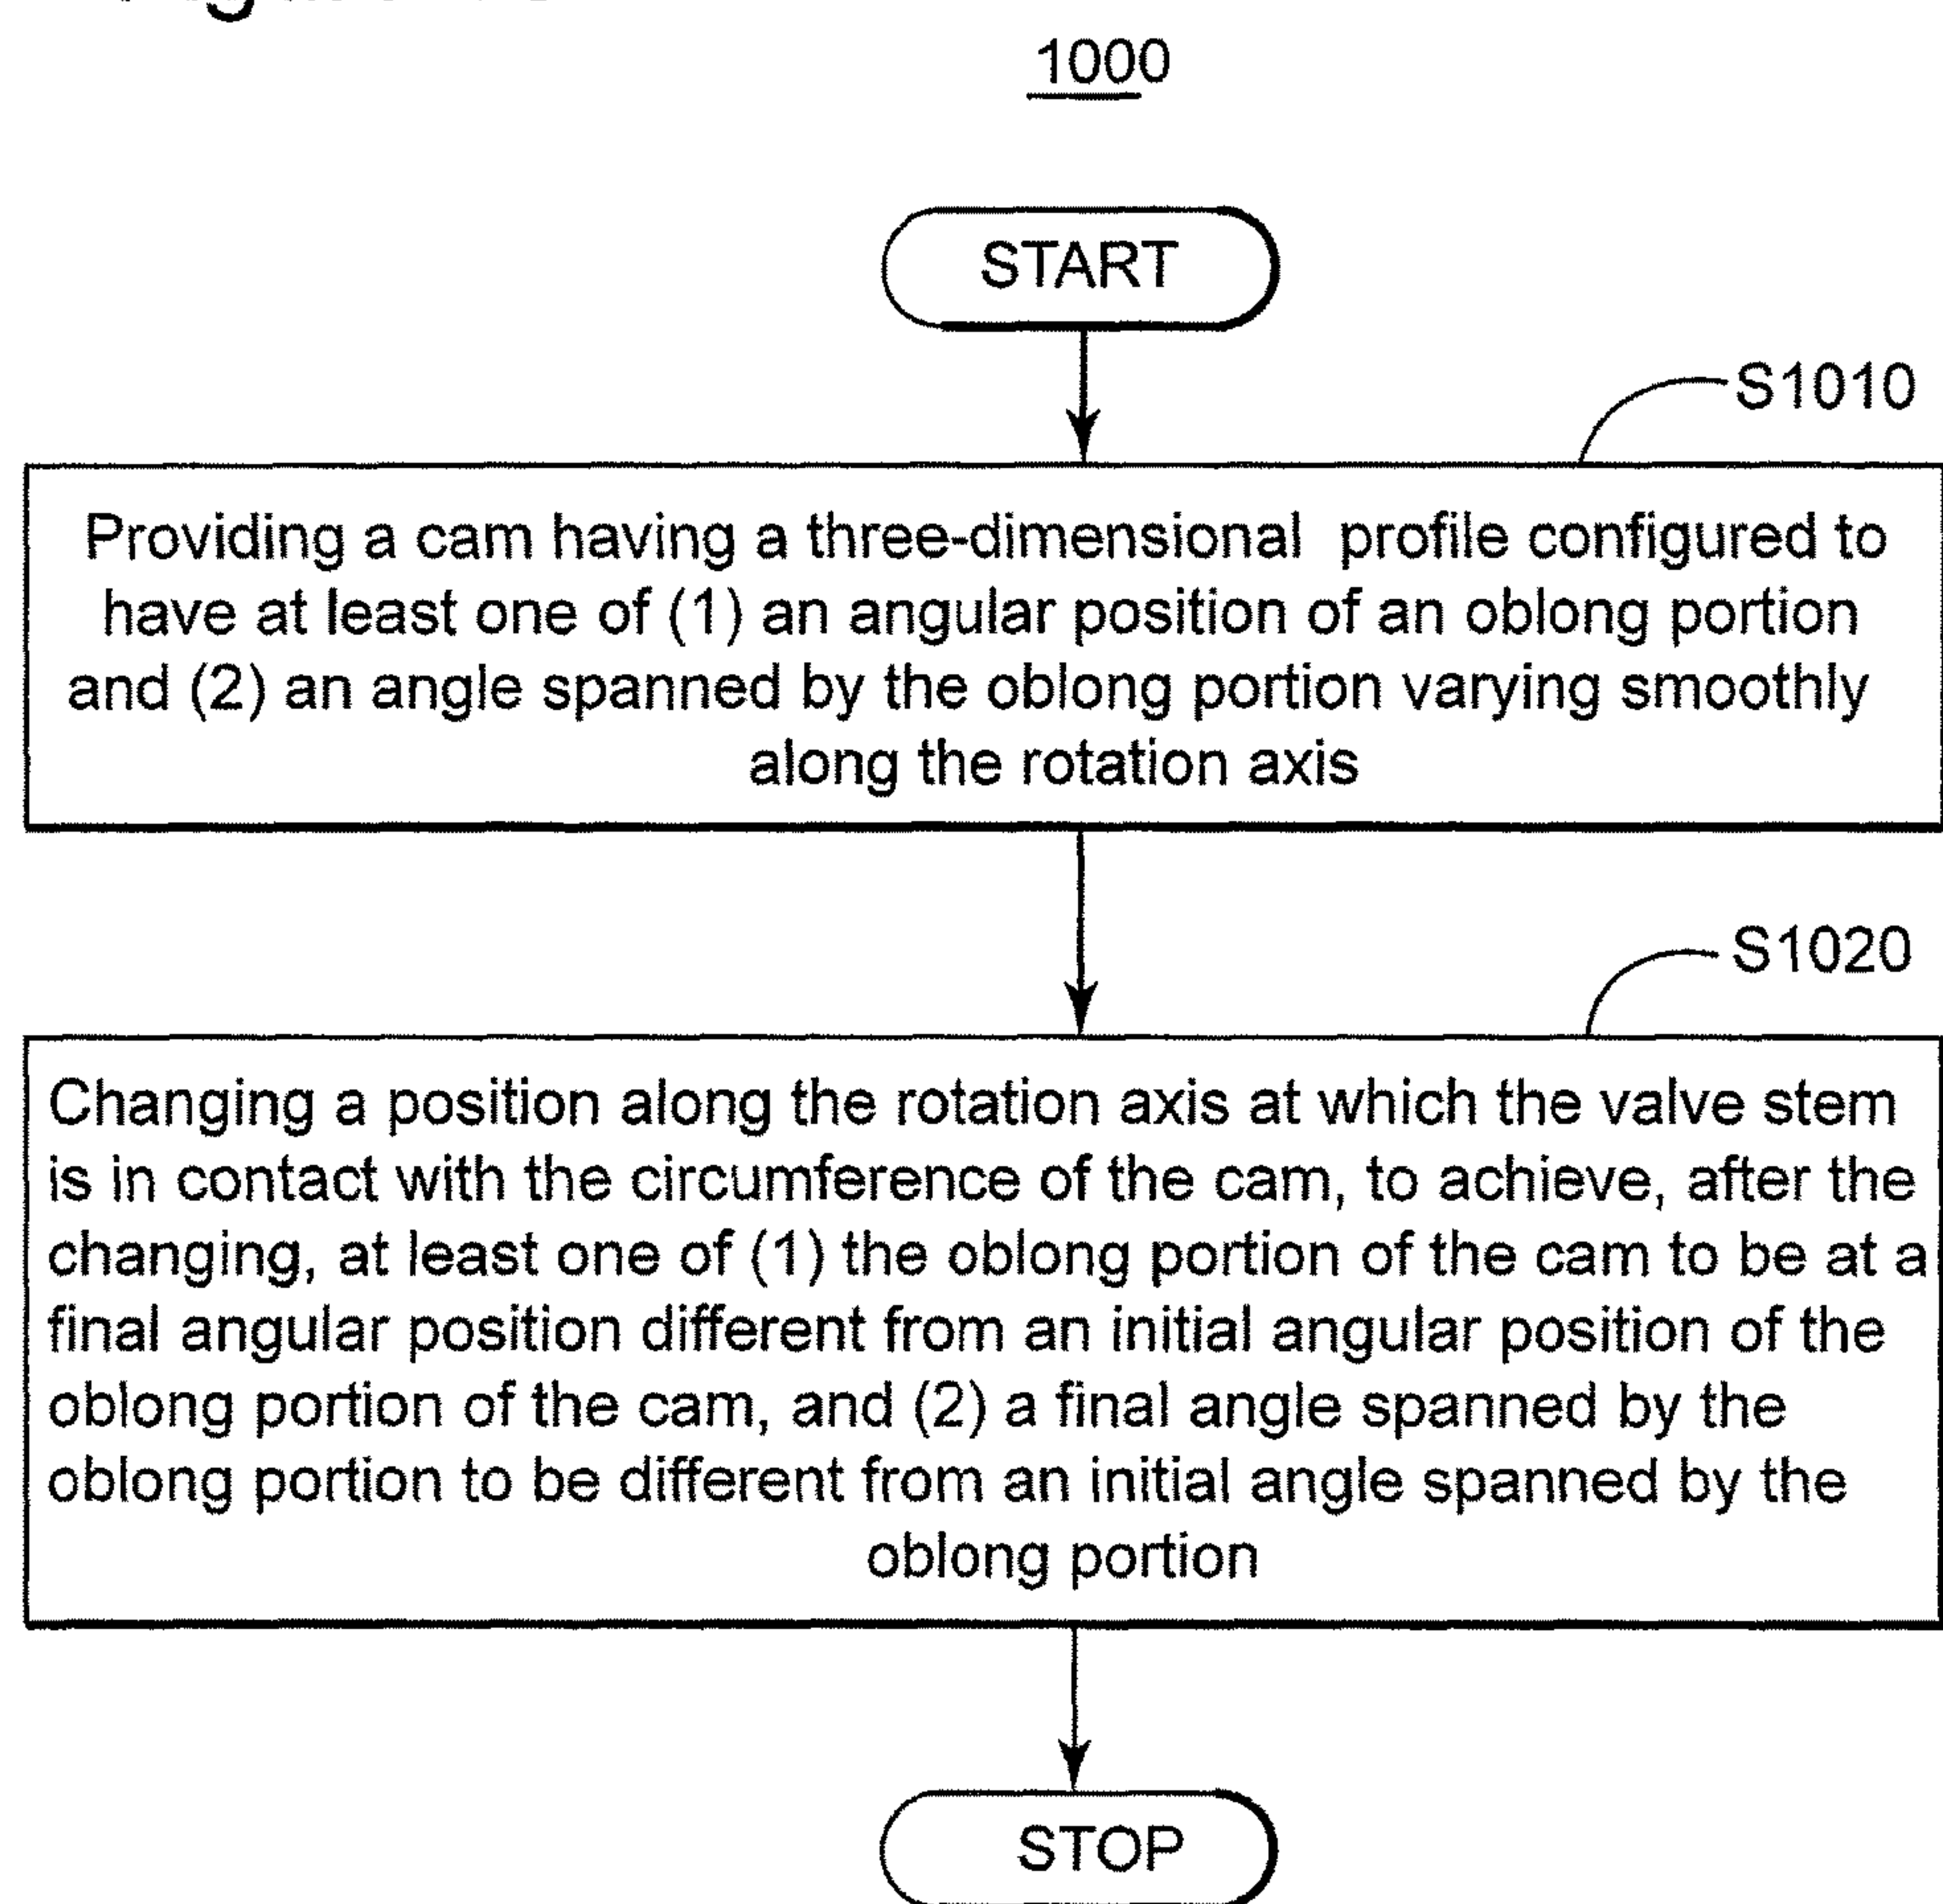 1000
START
S1010
Providing a cam having a three-dimensional profile configured to
have at least one of (1) an angular position of an oblong portion
and (2) an angle spanned by the oblong portion varying smoothly
along the rotation axis
S1020
Changing a position along the rotation axis at which the valve stem
is in contact with the circumference of the cam, to achieve, after the
changing, at least one of (1) the oblong portion of the cam to be at a
final angular position different from an initial angular position of the
oblong portion of the cam, and (2) a final angle spanned by the
oblong portion to be different from an initial angle spanned by the
oblong portion
STOP